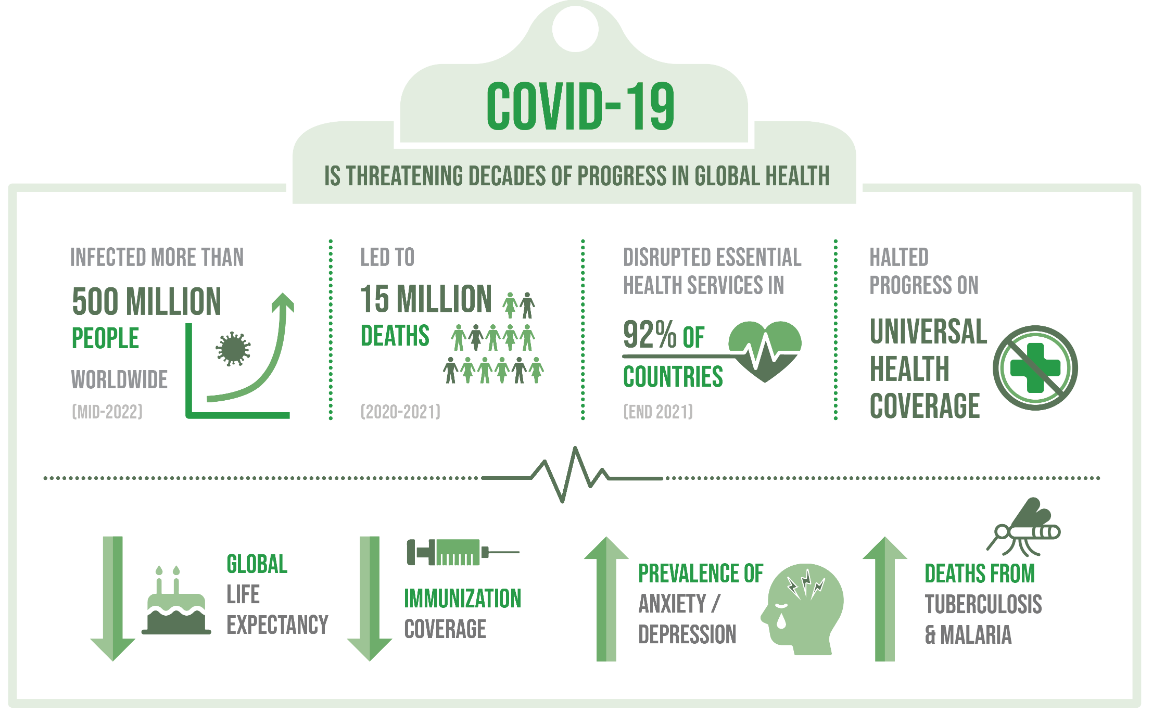 COVID-19
IS THREATENING DECADES OF PROGRESS IN GLOBAL HEALTH
INFECTED MORE THAN
500 MILLION
PEOPLE
WORLDWIDE
(MID-2022)
LED TO
15 MILLION
DEATHS
(2020-2021)
DISRUPTED ESSENTIAL
HEALTH SERVICES IN
92% OF
COUNTRIES
(END 2021)
HALTED
PROGRESS ON
UNIVERSAL
HEALTH
COVERAGE
GLOBAL
LIFE
EXPECTANCY
IMMUNIZATION
COVERAGE
PREVALENCE OF
ANXIETY /
DEPRESSION
DEATHS FROM
TUBERCULOSIS
& MALARIA